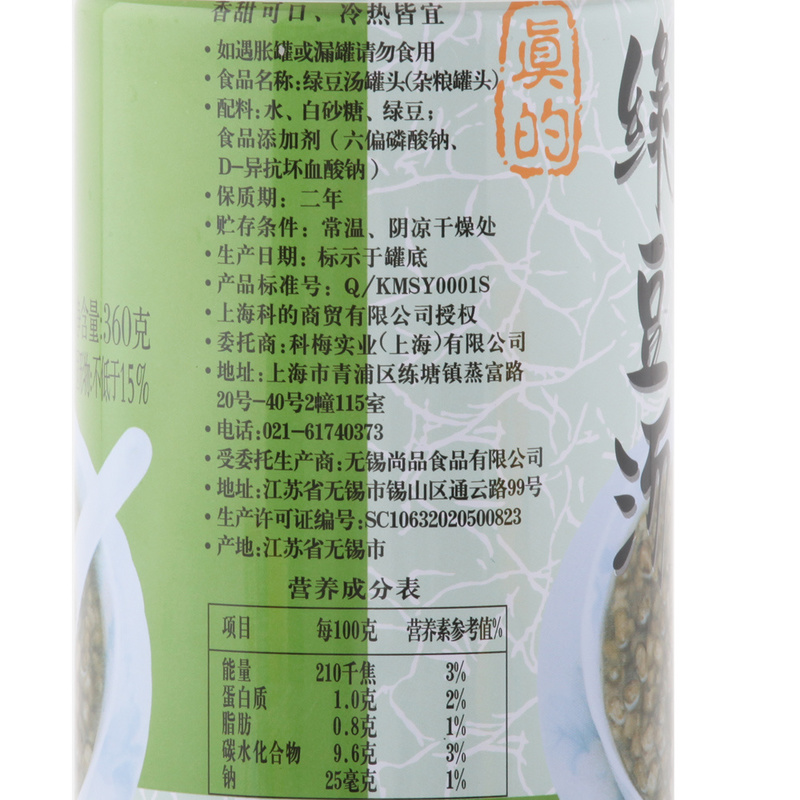 香甜可口、冷热皆宜
·如遇胀罐或漏罐请勿食用
·食品名称:绿豆汤罐头(杂粮罐头)
·配料:水、白砂糖、绿豆;
食品添加剂(六偏磷酸钠、
D-异抗坏血酸钠)
·保质期:二年
·贮存条件:常温、阴凉干燥处
·生产日期:标示于罐底
·产品标准号:Q/KMSY0001S
·上海科的商贸有限公司授权
·委托商:科梅实业(上海)有限公司
·地址:上海市青浦区练塘镇蒸富路
20号-40号2幢115室
·电话:021-61740373
·受委托生产商:无锡尚品食品有限公司
·地址:江苏省无锡市锡山区通云路99号
·生产许可证编号:SC10632020500823
·产地:江苏省无锡市
营养成分表
项目 每100克 营养素参考值%
能量 210千焦 3%
蛋白质 1.0克 2%
脂肪 0.8克 1%
碳水化合物 9.6克 3%
钠 25毫克 1%
含量:360克
物:不低于15%
真的
綠豆汤